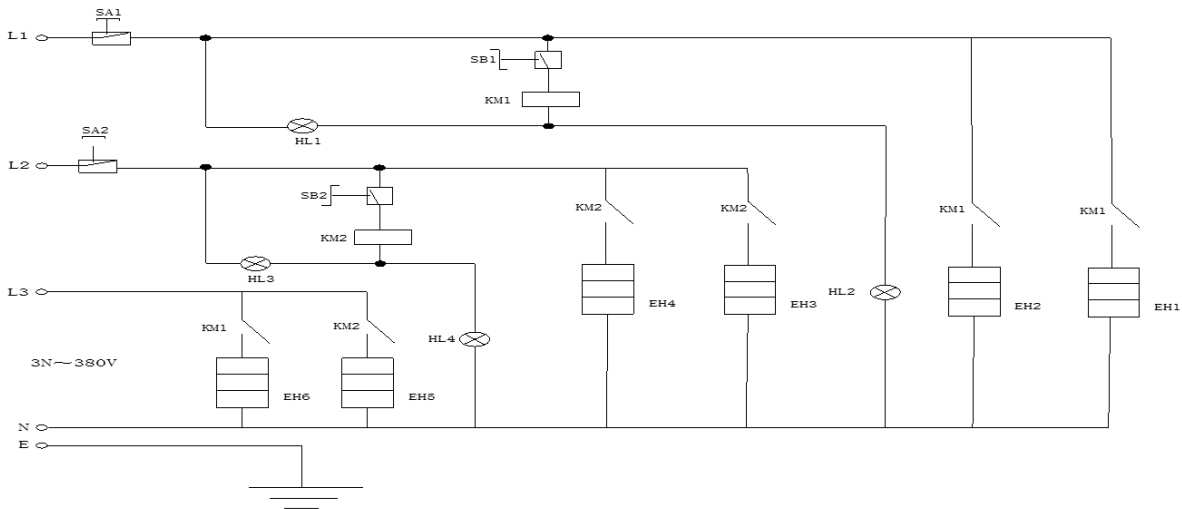 SA1
L1
SB1
KM1
HL1
SA2
L2
SB2
KM2
KM2
KM2
KM1
KM1
HL3
L3
HL2
EH4
EH3
EH2
EH1
KM1
KM2
HL4
3N～380V
EH6
EH5
N
E